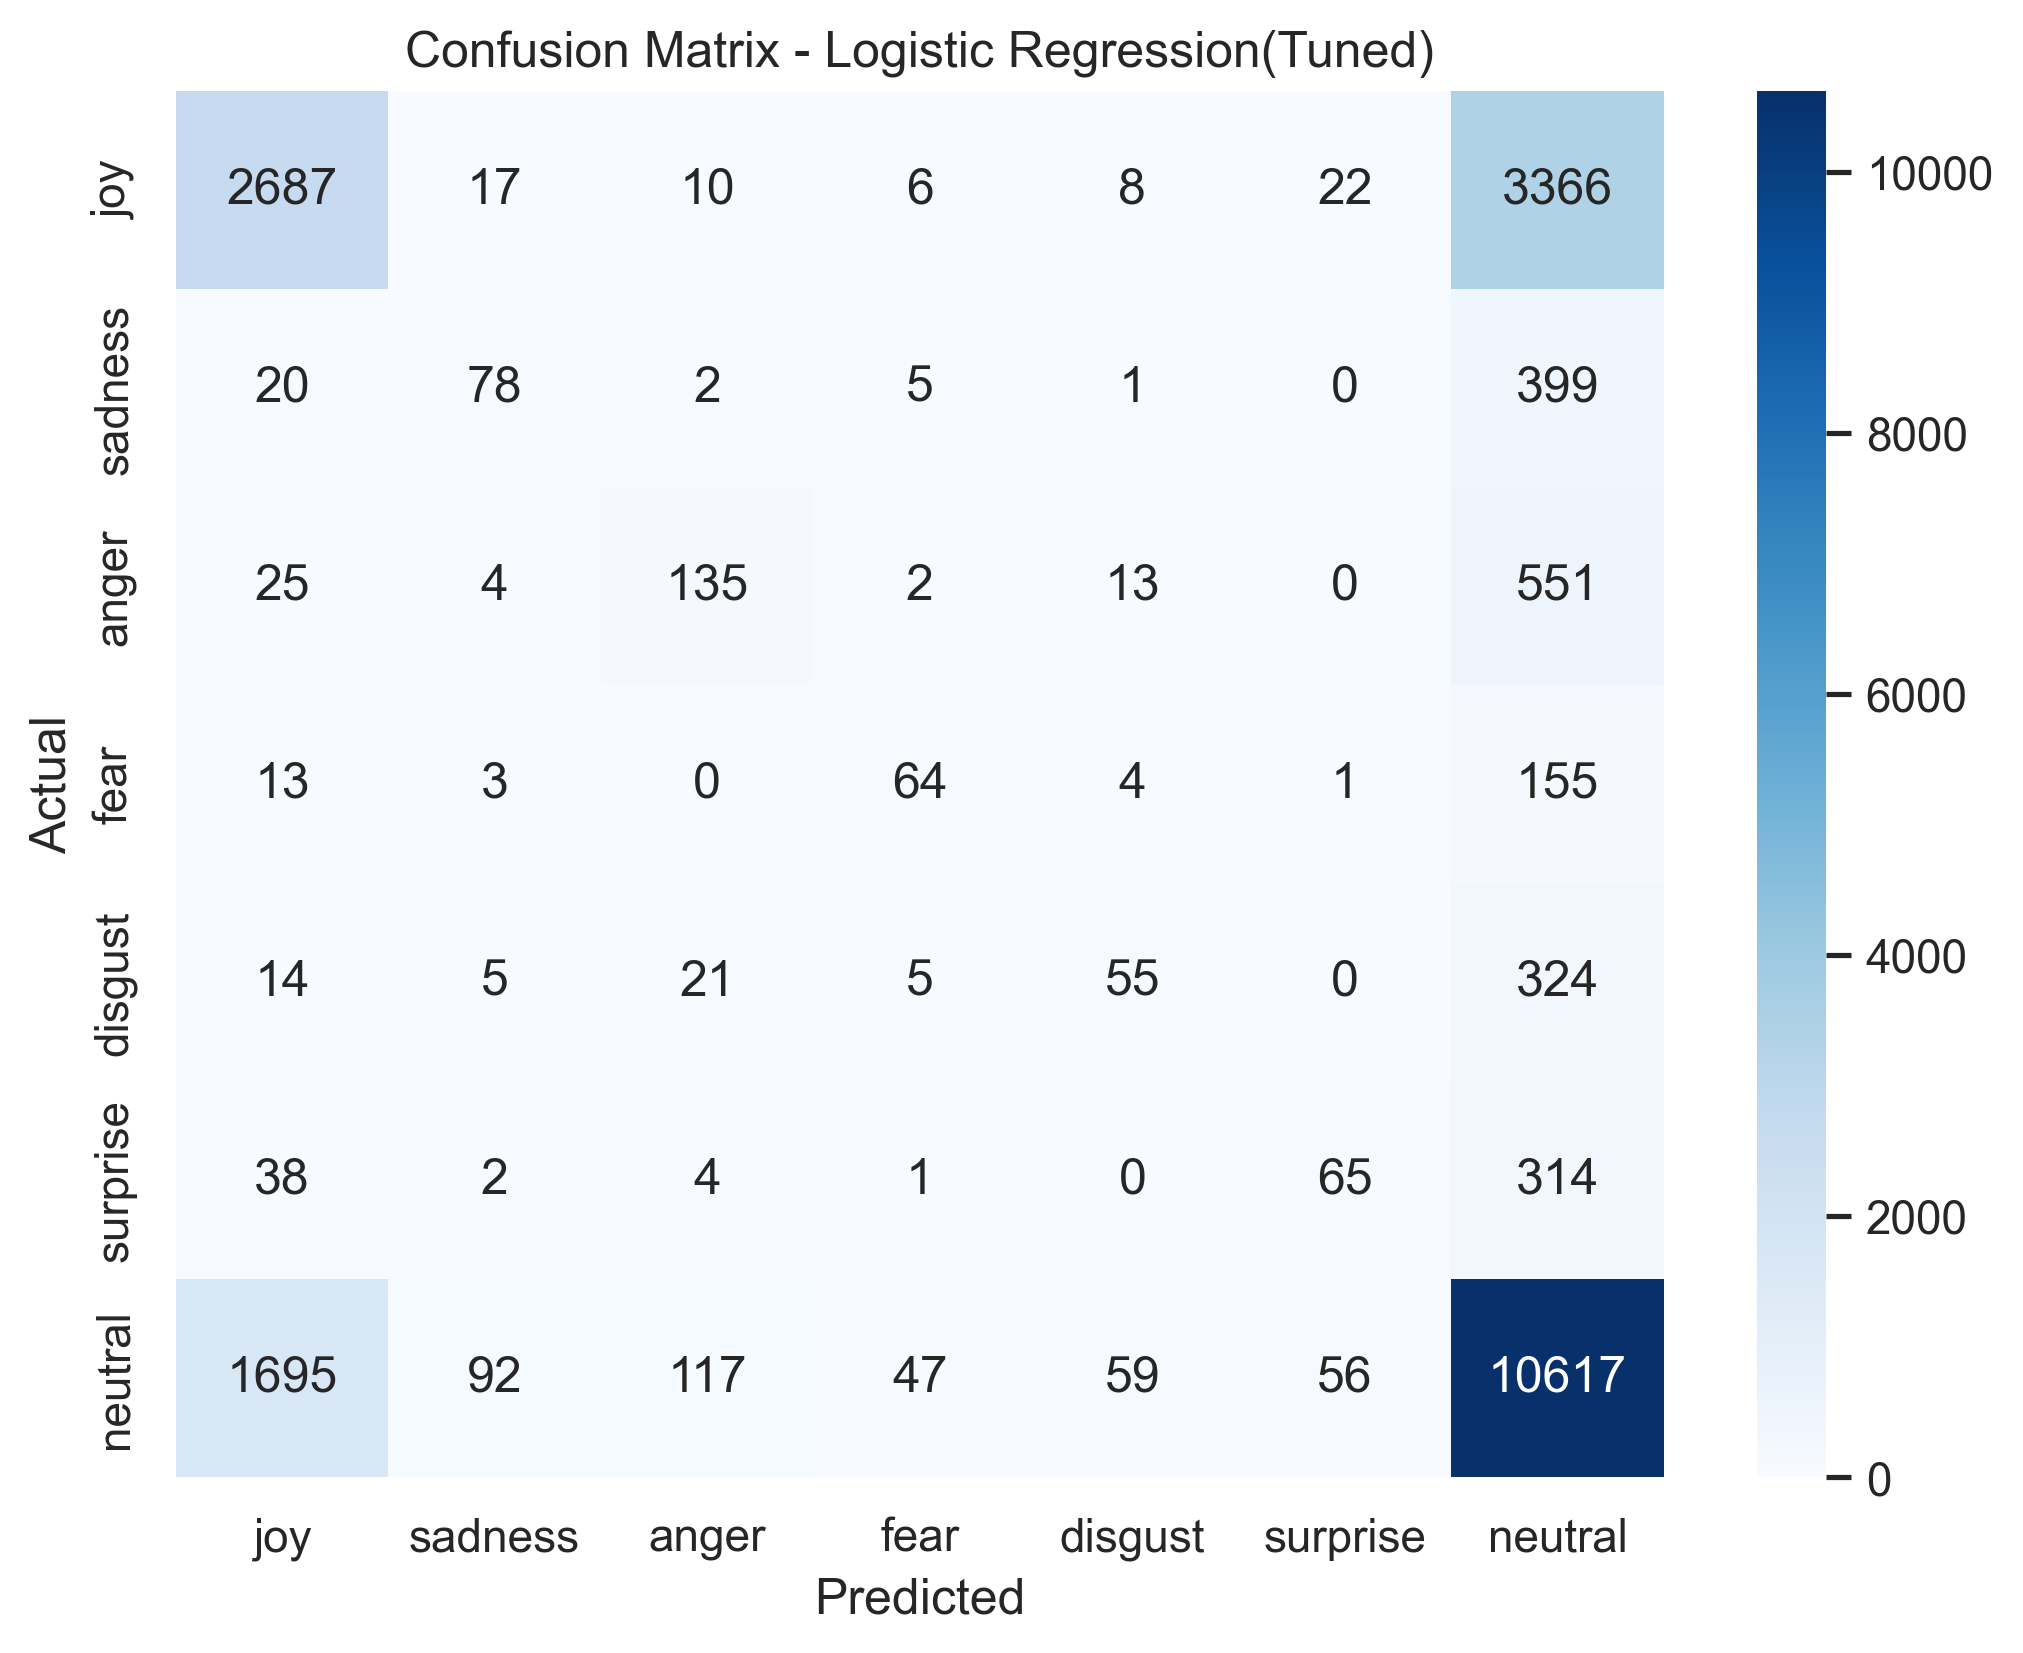 Confusion Matrix - Logistic Regression(Tuned)
joy 2687 17 10 6 8 22 3366
sadness 20 78 2 5 1 0 399
anger 25 4 135 2 13 0 551
fear 13 3 0 64 4 1 155
disgust 14 5 21 5 55 0 324
surprise 38 2 4 1 0 65 314
neutral 1695 92 117 47 59 56 10617
joy sadness anger fear disgust surprise neutral
Predicted
Actual
10000
8000
6000
4000
2000
0